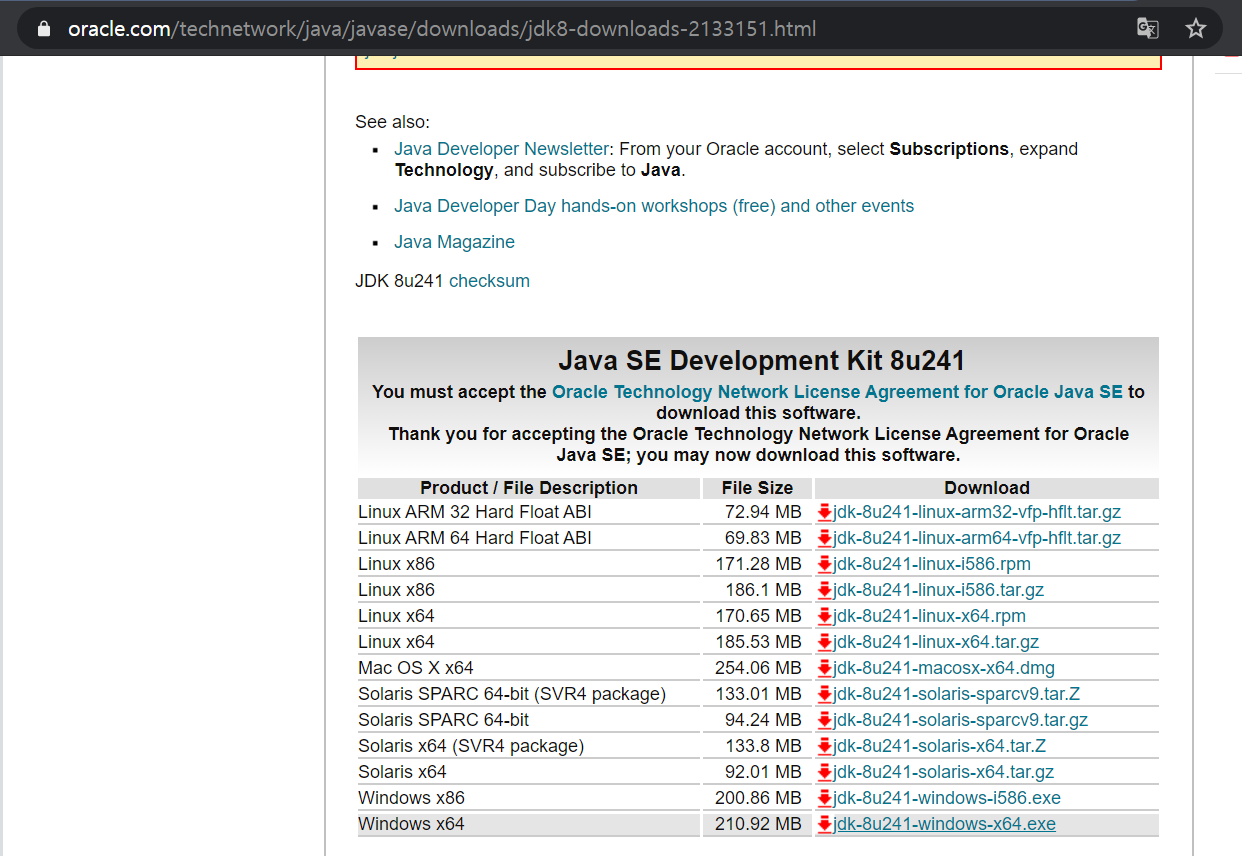 oracle.com/technetwork/java/javase/downloads/jdk8-downloads-2133151.html
See also:
Java Developer Newsletter: From your Oracle account, select Subscriptions, expand
Technology, and subscribe to Java.
Java Developer Day hands-on workshops (free) and other events
Java Magazine
JDK 8u241 checksum
Java SE Development Kit 8u241
You must accept the Oracle Technology Network License Agreement for Oracle Java SE to
download this software.
Thank you for accepting the Oracle Technology Network License Agreement for Oracle
Java SE; you may now download this software.
Product / File Description File Size Download
Linux ARM 32 Hard Float ABI 72.94 MB jdk-8u241-linux-arm32-vfp-hflt.tar.gz
Linux ARM 64 Hard Float ABI 69.83 MB jdk-8u241-linux-arm64-vfp-hflt.tar.gz
Linux x86 171.28 MB jdk-8u241-linux-i586.rpm
Linux x86 186.1 MB jdk-8u241-linux-i586.tar.gz
Linux x64 170.65 MB jdk-8u241-linux-x64.rpm
Linux x64 185.53 MB jdk-8u241-linux-x64.tar.gz
Mac OS X x64 254.06 MB jdk-8u241-macosx-x64.dmg
Solaris SPARC 64-bit (SVR4 package) 133.01 MB jdk-8u241-solaris-sparcv9.tar.Z
Solaris SPARC 64-bit 94.24 MB jdk-8u241-solaris-sparcv9.tar.gz
Solaris x64 (SVR4 package) 133.8 MB jdk-8u241-solaris-x64.tar.Z
Solaris x64 92.01 MB jdk-8u241-solaris-x64.tar.gz
Windows x86 200.86 MB jdk-8u241-windows-i586.exe
Windows x64 210.92 MB jdk-8u241-windows-x64.exe